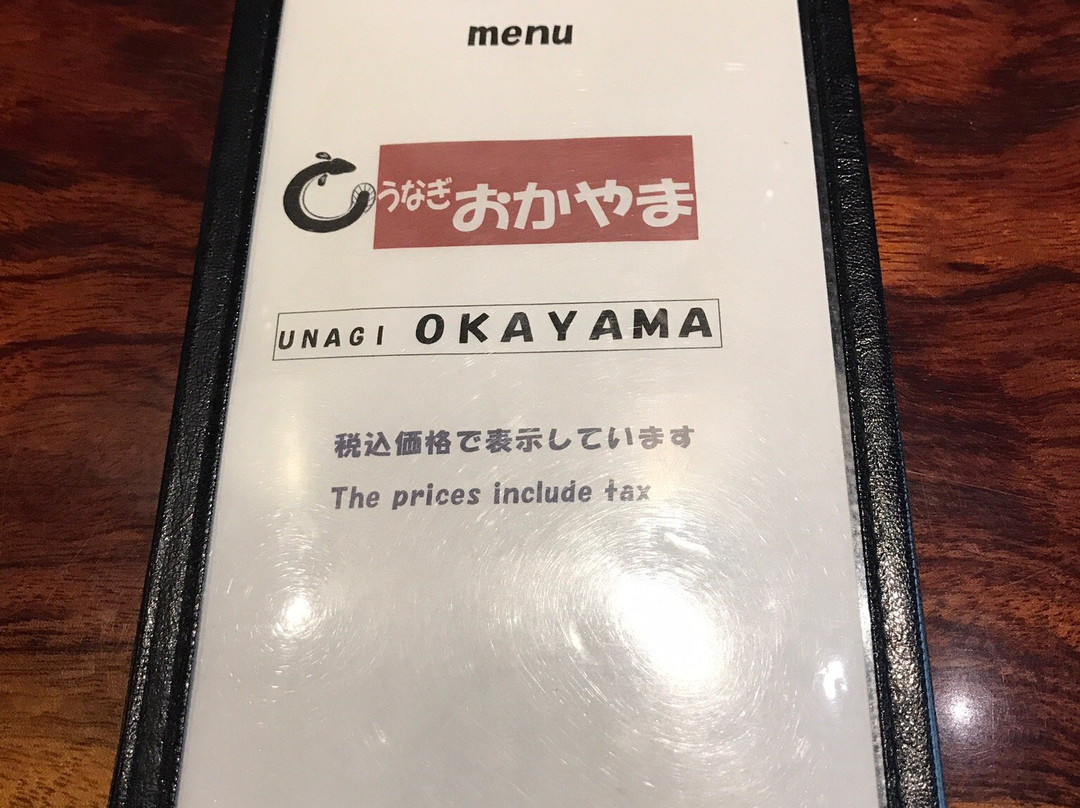 menu
うなぎ おかやま
UNAGI OKAYAMA
税込価格で表示しています
The prices include tax